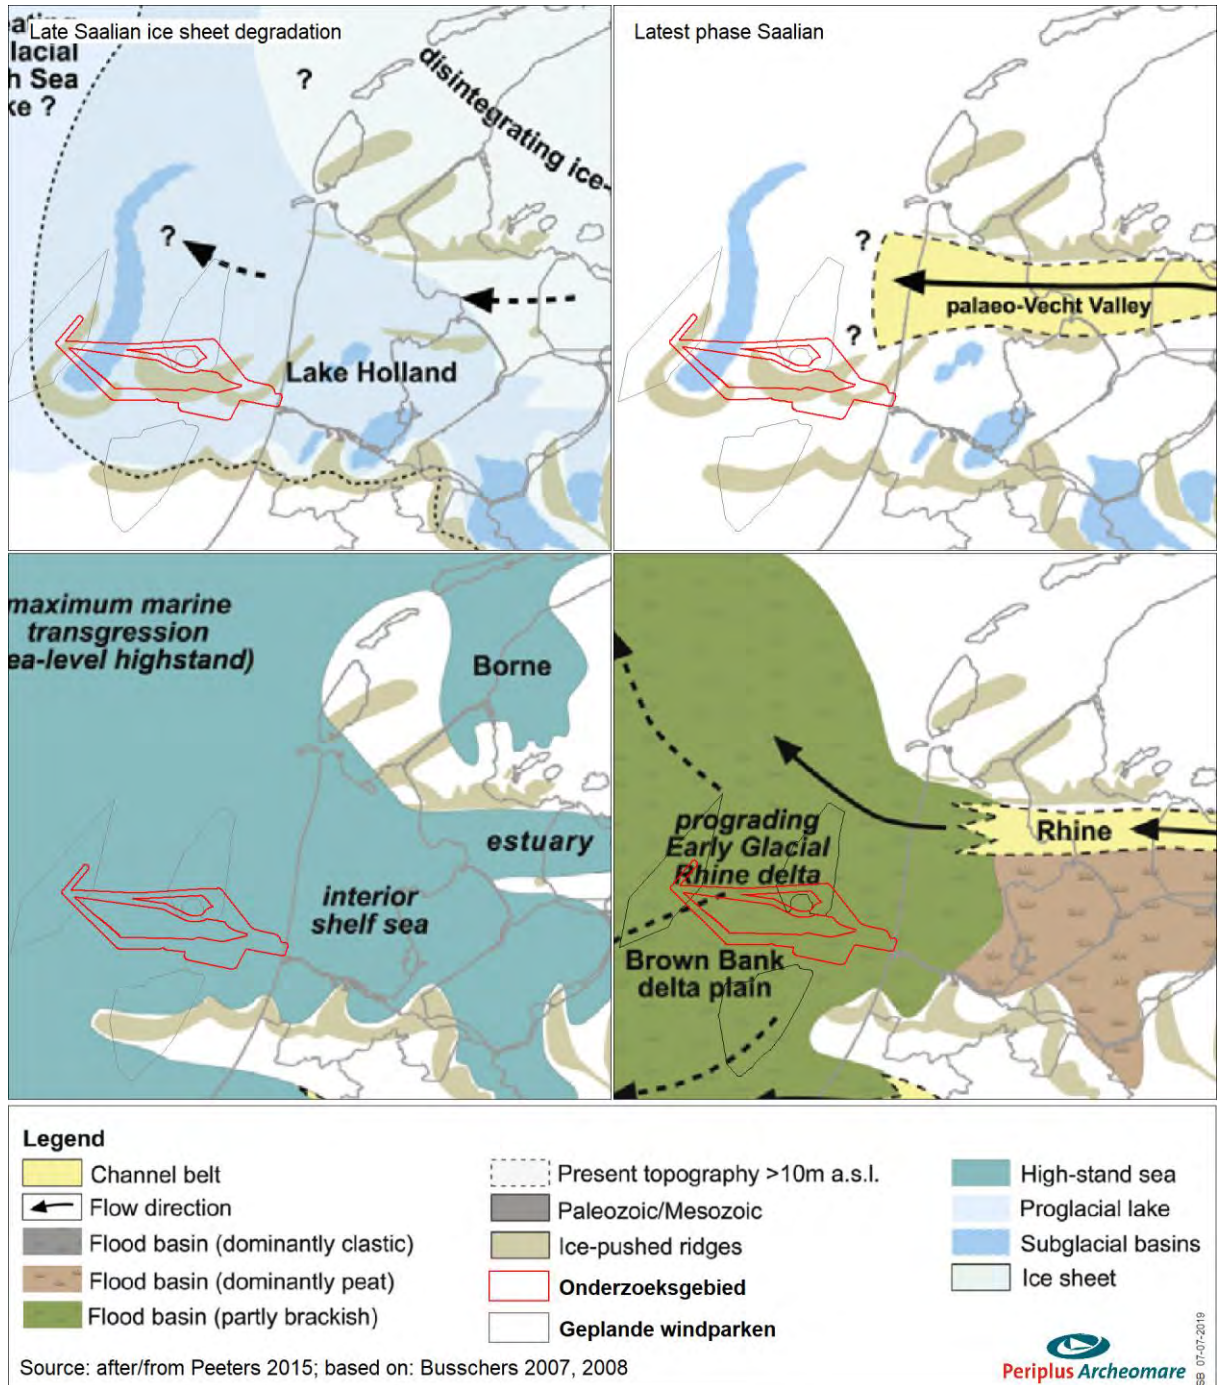 Late Saalian ice sheet degradation
lacial
h Sea
ke ?
?
disintegrating ice-
?
Lake Holland
Latest phase Saalian
?
palaeo-Vecht Valley
?
maximum marine
transgression
ea-level highstand)
Borne
estuary
interior
shelf sea
prograding
Early Glacial
Rhine delta
Rhine
Brown Bank
delta plain
Legend
Channel belt
Flow direction
Flood basin (dominantly clastic)
Flood basin (dominantly peat)
Flood basin (partly brackish)
Present topography >10m a.s.l.
Paleozoic/Mesozoic
Ice-pushed ridges
Onderzoeksgebied
Geplande windparken
High-stand sea
Proglacial lake
Subglacial basins
Ice sheet
Source: after/from Peeters 2015; based on: Busschers 2007, 2008
Periplus Archeomare
SB 07-07-2019